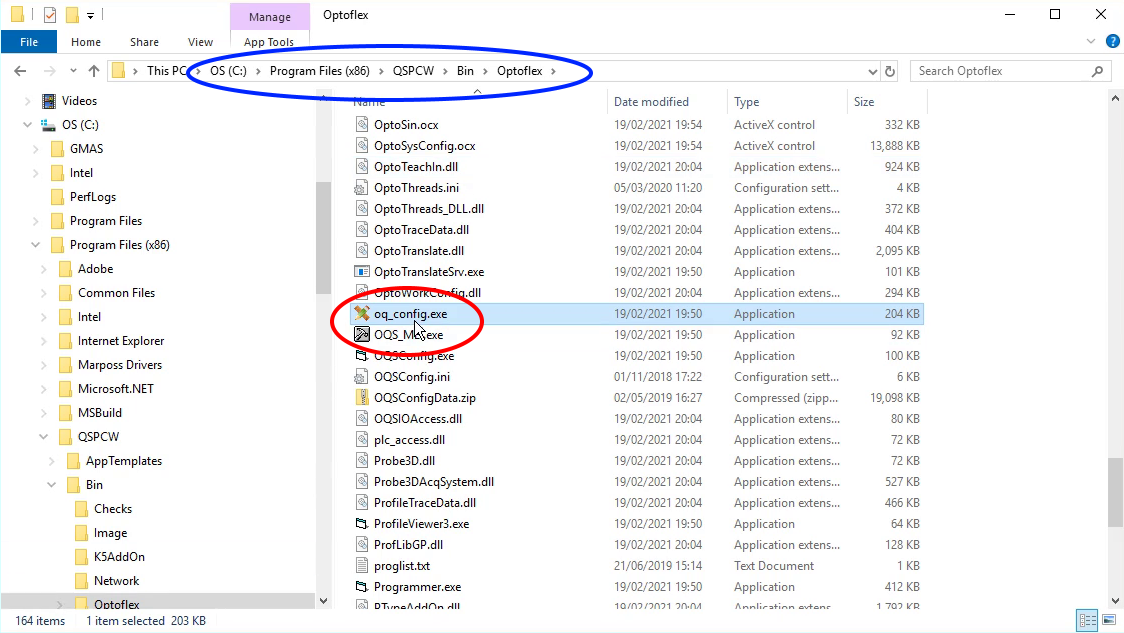 Manage
Optoflex
File
Home
Share
View
App Tools
This PC > OS (C:) > Program Files (x86) > QSPCW > Bin > Optoflex >
Search Optoflex
Videos
OS (C:)
GMAS
Intel
PerfLogs
Program Files
Program Files (x86)
Adobe
Common Files
Intel
Internet Explorer
Marposs Drivers
Microsoft.NET
MSBuild
QSPCW
AppTemplates
Bin
Checks
Image
K5AddOn
Network
Optoflex
Name Date modified Type Size
OptoSin.ocx 19/02/2021 19:54 ActiveX control 332 KB
OptoSysConfig.ocx 19/02/2021 19:54 ActiveX control 13,888 KB
OptoTeachIn.dll 19/02/2021 20:04 Application extens... 924 KB
OptoThreads.ini 05/03/2020 11:20 Configuration sett... 4 KB
OptoThreads_DLL.dll 19/02/2021 20:04 Application extens... 372 KB
OptoTraceData.dll 19/02/2021 20:04 Application extens... 404 KB
OptoTranslate.dll 19/02/2021 20:04 Application extens... 2,095 KB
OptoTranslateSrv.exe 19/02/2021 19:50 Application 101 KB
OptoWorkConfig.dll 19/02/2021 20:04 Application extens... 294 KB
oq_config.exe 19/02/2021 19:50 Application 204 KB
19/02/2021 19:50 Application 92 KB
OQSConfig.exe 19/02/2021 19:50 Application 100 KB
OQSConfig.ini 01/11/2018 17:22 Configuration sett... 6 KB
OQSConfigData.zip 02/05/2019 16:27 Compressed (zipp... 19,098 KB
OQSIOAccess.dll 19/02/2021 20:04 Application extens... 80 KB
plc_access.dll 19/02/2021 20:04 Application extens... 72 KB
Probe3D.dll 19/02/2021 20:04 Application extens... 72 KB
Probe3DAcqSystem.dll 19/02/2021 20:04 Application extens... 527 KB
ProfileTraceData.dll 19/02/2021 20:04 Application extens... 466 KB
ProfileViewer3.exe 19/02/2021 19:50 Application 64 KB
ProfLibGP.dll 19/02/2021 20:04 Application extens... 128 KB
proglist.txt 21/06/2019 15:14 Text Document 1 KB
Programmer.exe 19/02/2021 19:50 Application 412 KB
PTypeAddOn.dll 19/02/2021 20:04 Application extens... 1,792 KB
164 items 1 item selected 203 KB